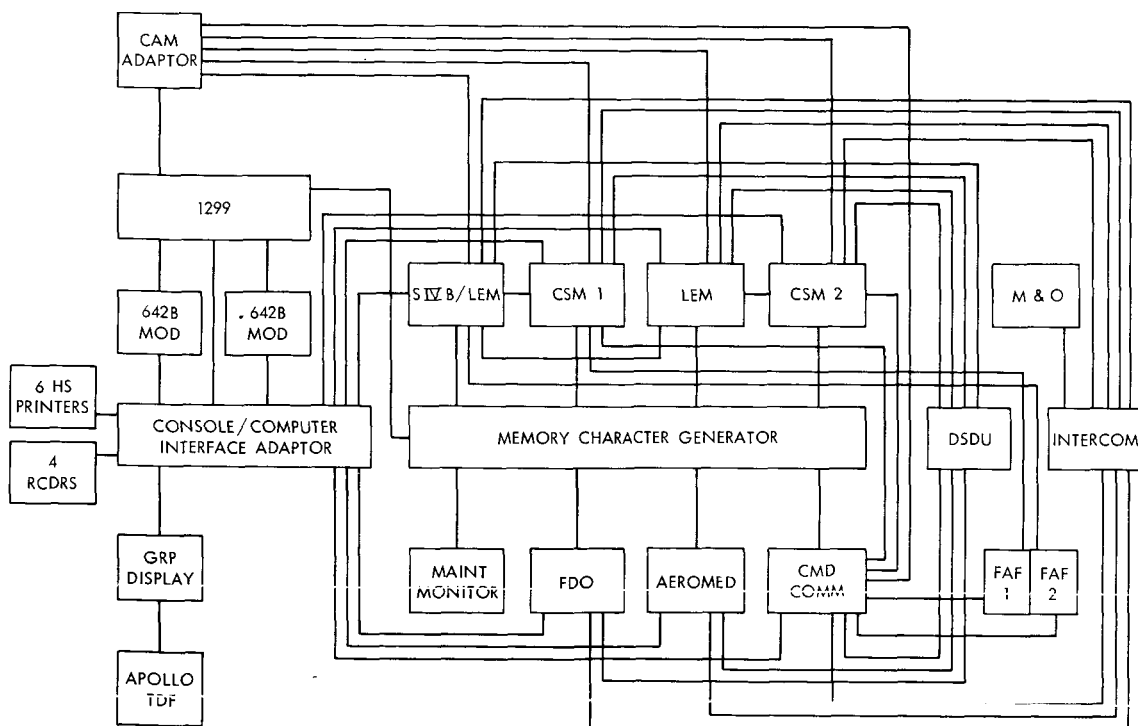 CAM
ADAPTOR
1299
642B
MOD
642B
MOD
S IV B/LEM
CSM 1
LEM
CSM 2
M & O
6 HS
PRINTERS
4
RCDRS
CONSOLE/COMPUTER
INTERFACE ADAPTOR
MEMORY CHARACTER GENERATOR
DSDU
INTERCOM
GRP
DISPLAY
MAINT
MONITOR
FDO
AEROMED
CMD
COMM
FAF
1
FAF
2
APOLLO
TDF